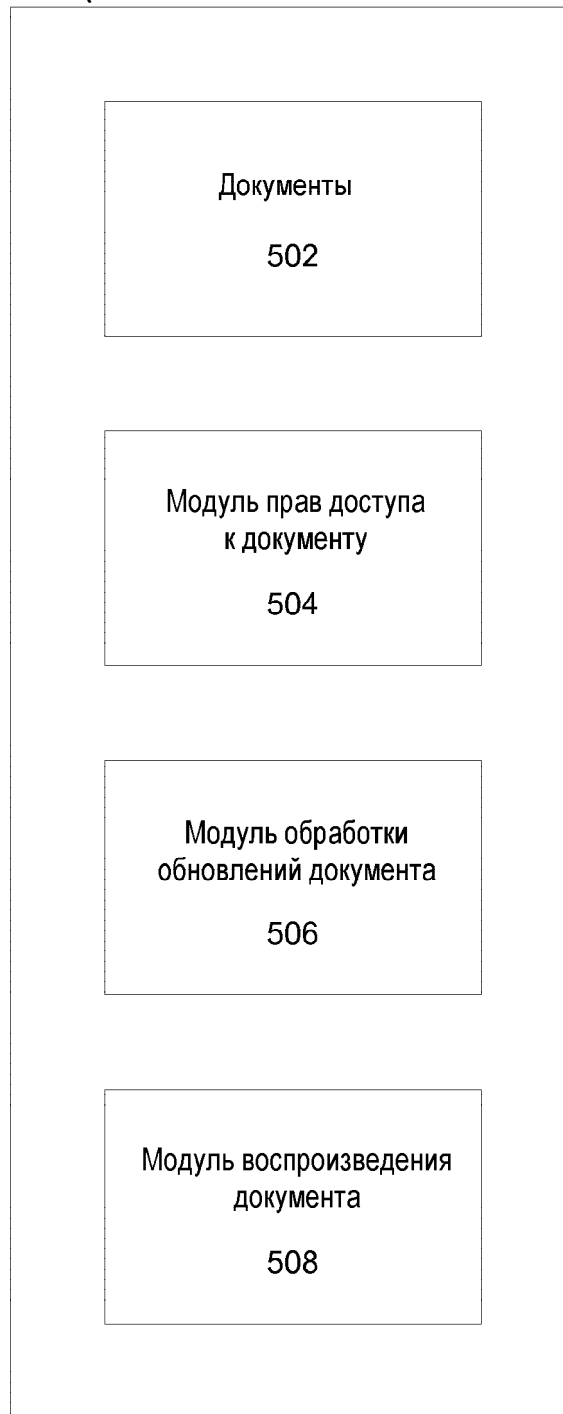 Документы
502
Модуль прав доступа
к документу
504
Модуль обработки
обновлений документа
506
Модуль воспроизведения
документа
508